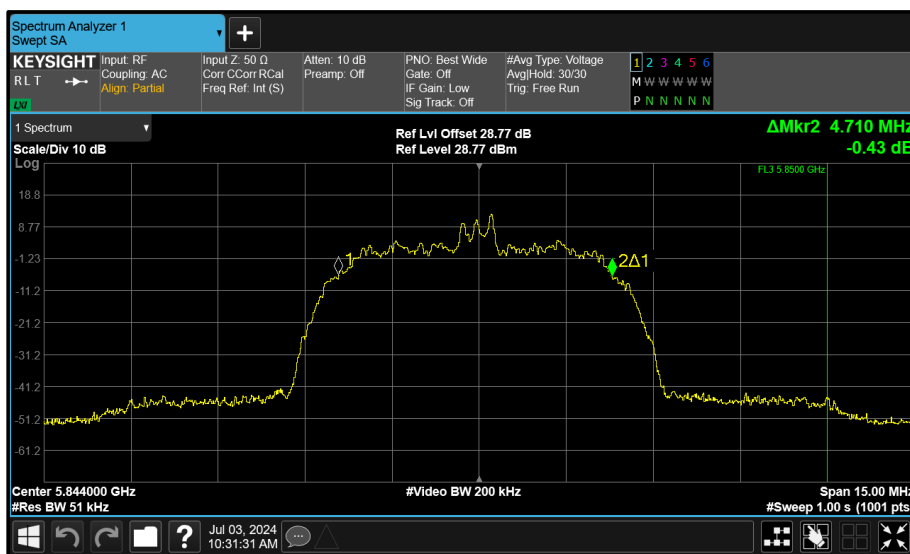 Spectrum Analyzer 1
Swept SA
+
KEYSIGHT
RLT
LXI
Input: RF
Coupling: AC
Align: Partial
Input Z: 50 Ω
Corr CCorr RCal
Freq Ref: Int (S)
Atten: 10 dB
Preamp: Off
PNO: Best Wide
Gate: Off
IF Gain: Low
Sig Track: Off
#Avg Type: Voltage
Avg|Hold: 30/30
Trig: Free Run
1 2 3 4 5 6
M W W W W W
P N N N N N
1 Spectrum
Scale/Div 10 dB
Log
Ref Lvl Offset 28.77 dB
Ref Level 28.77 dBm
ΔMkr2 4.710 MHz
-0.43 dB
FL3 5.8500 GHz
18.8
8.77
-1.23
-11.2
-21.2
-31.2
-41.2
-51.2
-61.2
1
2Δ1
Center 5.844000 GHz
#Res BW 51 kHz
#Video BW 200 kHz
Span 15.00 MHz
#Sweep 1.00 s (1001 pts
?
Jul 03, 2024
10:31:31 AM